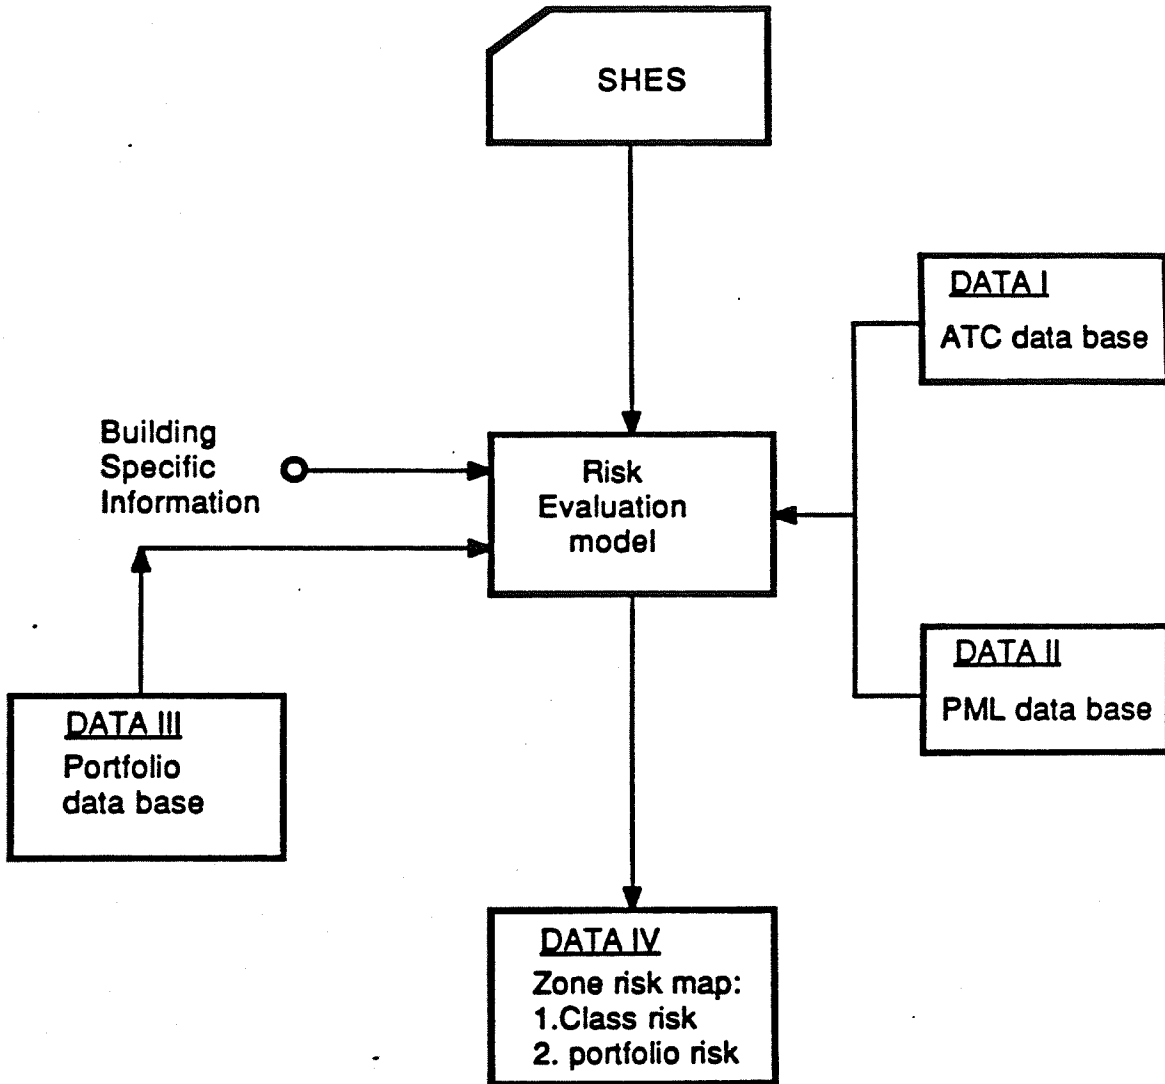 SHES
DATA I
ATC data base
Building
Specific
Information
Risk
Evaluation
model
DATA II
PML data base
DATA III
Portfolio
data base
DATA IV
Zone risk map:
1.Class risk
2. portfolio risk